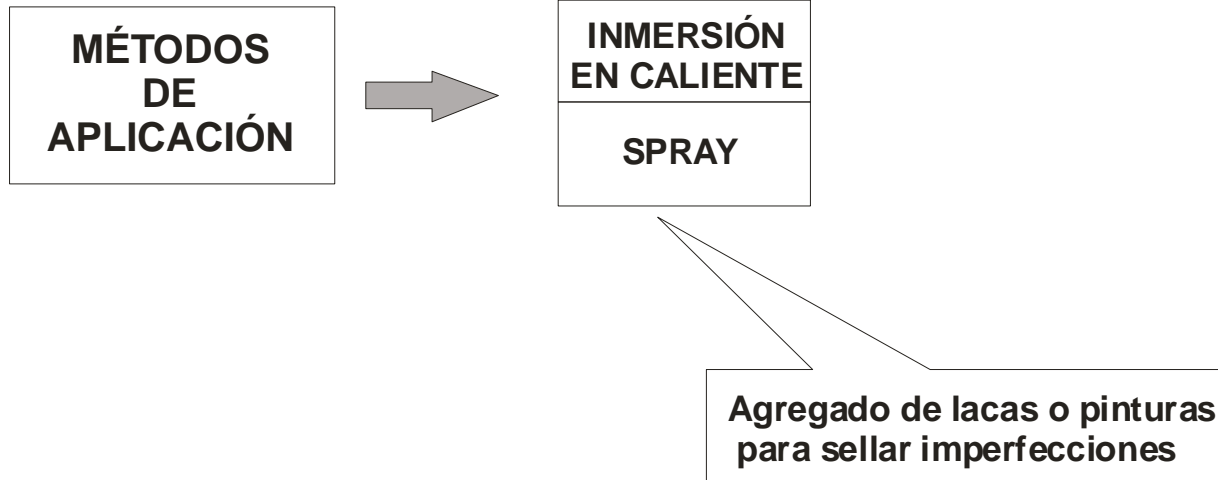 MÉTODOS
DE
APLICACIÓN
INMERSIÓN
EN CALIENTE
SPRAY
Agregado de lacas o pinturas
para sellar imperfecciones